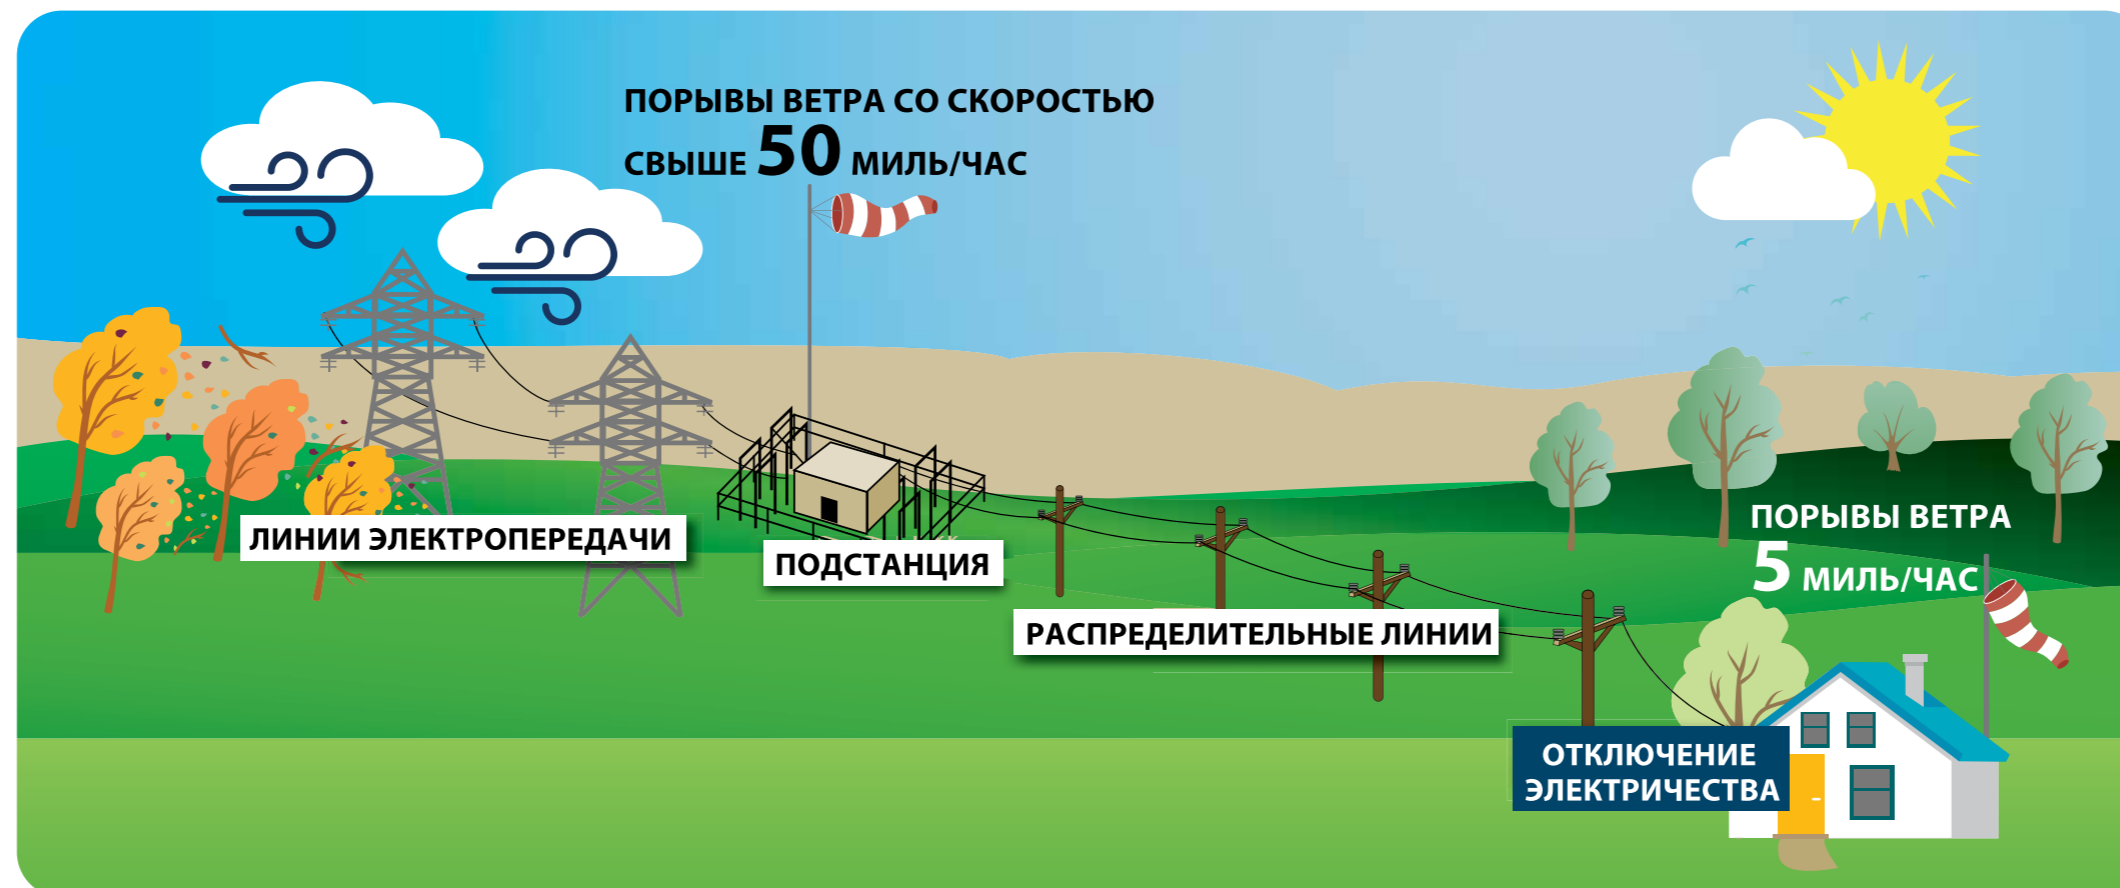 ПОРЫВЫ ВЕТРА СО СКОРОСТЬЮ
СВЫШЕ 50 МИЛЬ/ЧАС
ЛИНИИ ЭЛЕКТРОПЕРЕДАЧИ
ПОДСТАНЦИЯ
РАСПРЕДЕЛИТЕЛЬНЫЕ ЛИНИИ
ПОРЫВЫ ВЕТРА
5 МИЛЬ/ЧАС
ОТКЛЮЧЕНИЕ
ЭЛЕКТРИЧЕСТВА